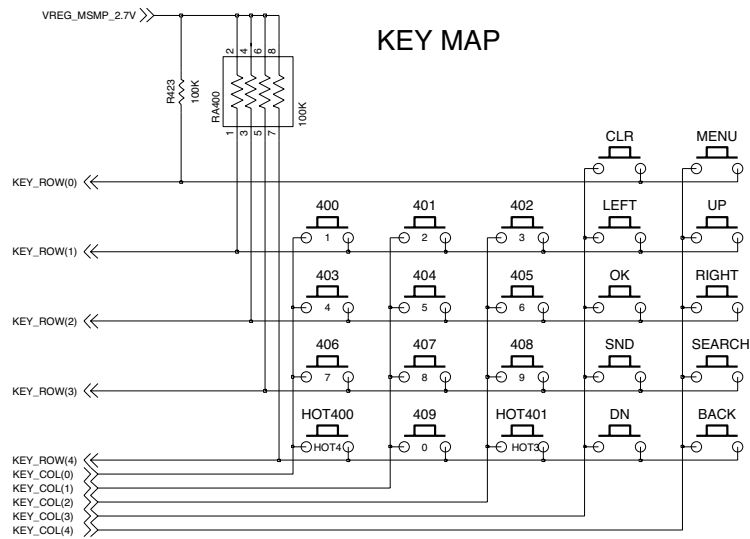 VREG_MSMP_2.7V
KEY MAP
2 4 6 8
R423
100K
RA400
100K
1 3 5 7
CLR MENU
KEY_ROW(0)
400 401 402 LEFT UP
1 2 3
KEY_ROW(1)
403 404 405 OK RIGHT
4 5 6
KEY_ROW(2)
406 407 408 SND SEARCH
7 8 9
KEY_ROW(3)
HOT400 409 HOT401 DN BACK
HOT4 0 HOT3
KEY_ROW(4)
KEY_COL(0)
KEY_COL(1)
KEY_COL(2)
KEY_COL(3)
KEY_COL(4)